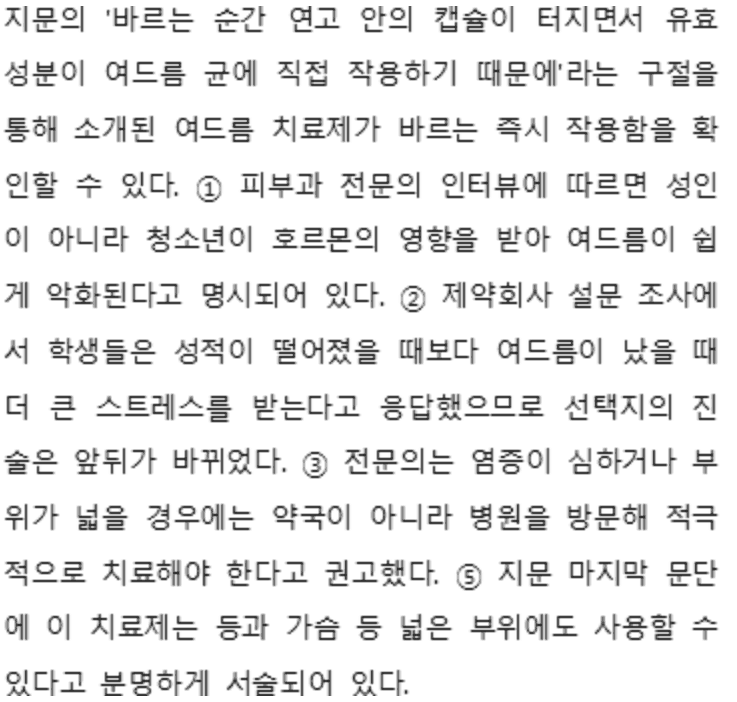 지문의 '바르는 순간 연고 안의 캡슐이 터지면서 유효
성분이 여드름 균에 직접 작용하기 때문에'라는 구절을
통해 소개된 여드름 치료제가 바르는 즉시 작용함을 확
인할 수 있다. ① 피부과 전문의 인터뷰에 따르면 성인
이 아니라 청소년이 호르몬의 영향을 받아 여드름이 쉽
게 악화된다고 명시되어 있다. ② 제약회사 설문 조사에
서 학생들은 성적이 떨어졌을 때보다 여드름이 났을 때
더 큰 스트레스를 받는다고 응답했으므로 선택지의 진
술은 앞뒤가 바뀌었다. ③ 전문의는 염증이 심하거나 부
위가 넓을 경우에는 약국이 아니라 병원을 방문해 적극
적으로 치료해야 한다고 권고했다. ⑤ 지문 마지막 문단
에 이 치료제는 등과 가슴 등 넓은 부위에도 사용할 수
있다고 분명하게 서술되어 있다.